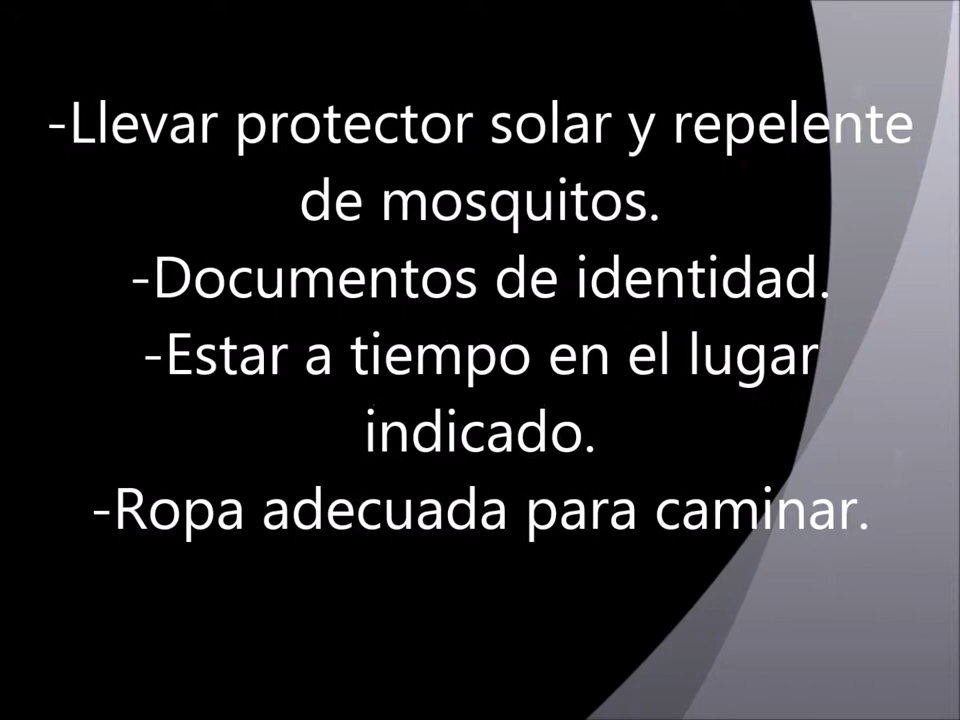 -Llevar protector solar y repelente
de mosquitos.
-Documentos de identidad.
-Estar a tiempo en el lugar
indicado.
-Ropa adecuada para caminar.